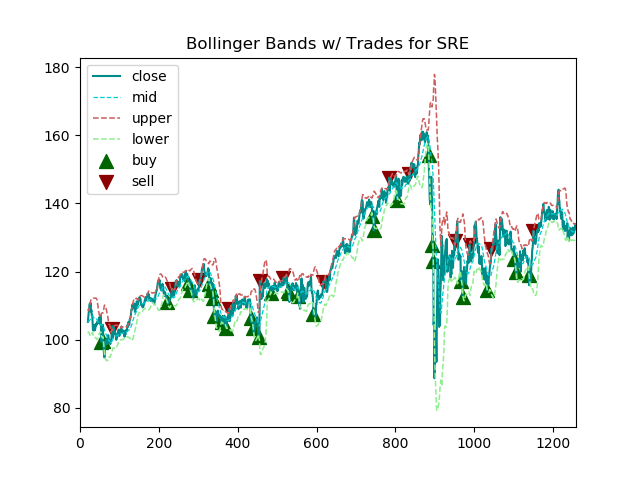 Bollinger Bands w/ Trades for SRE
180
160
140
120
100
80
close
mid
upper
lower
buy
sell
0 200 400 600 800 1000 1200